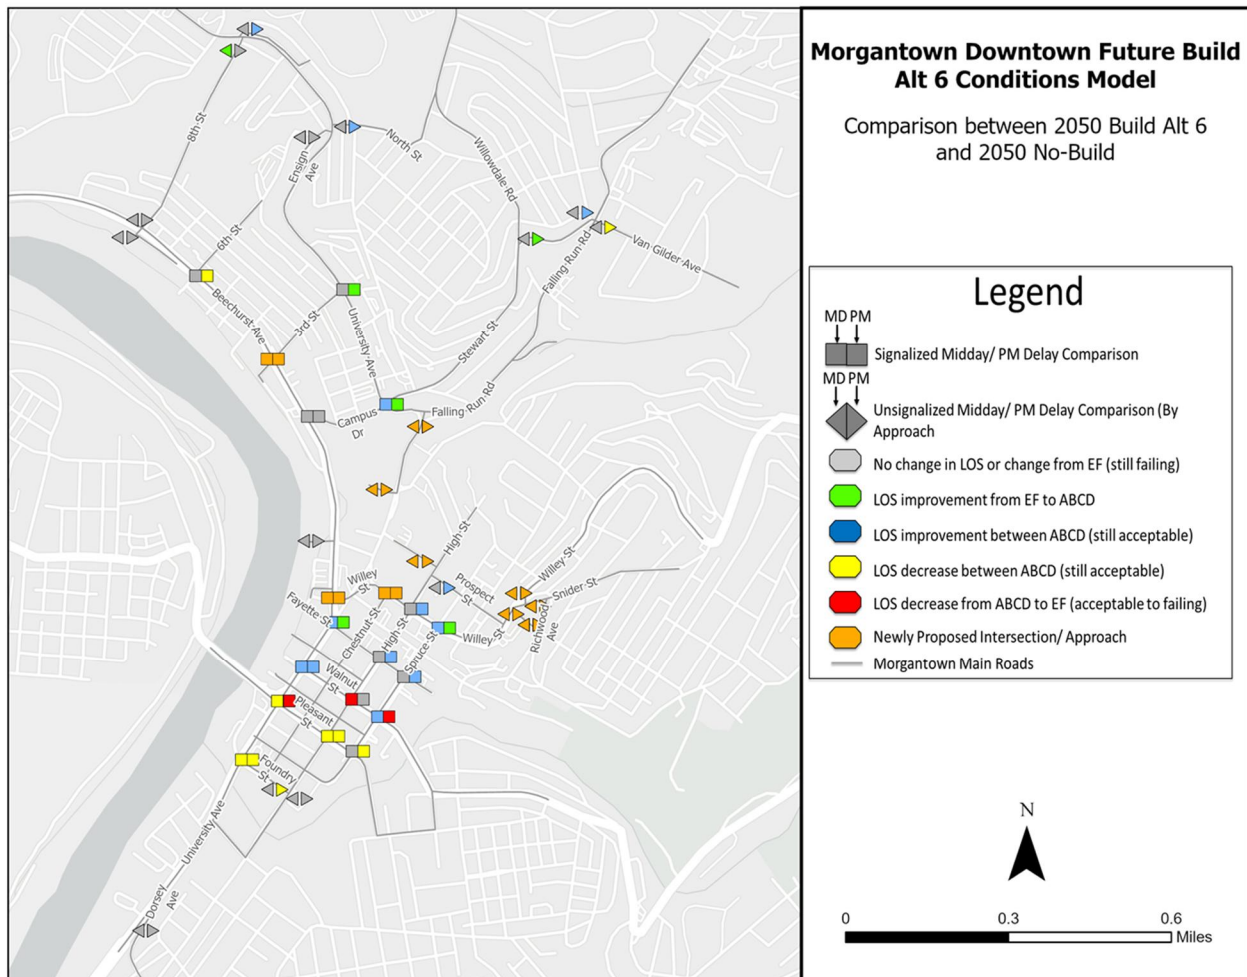 Morgantown Downtown Future Build
Alt 6 Conditions Model
Comparison between 2050 Build Alt 6
and 2050 No-Build
Legend
MD PM
Signalized Midday/ PM Delay Comparison
MD PM
Unsignalized Midday/ PM Delay Comparison (By
Approach
No change in LOS or change from EF (still failing)
LOS improvement from EF to ABCD
LOS improvement between ABCD (still acceptable)
LOS decrease between ABCD (still acceptable)
LOS decrease from ABCD to EF (acceptable to failing)
Newly Proposed Intersection/ Approach
Morgantown Main Roads
N
0 0.3 0.6
Miles
8th St
Ensign
Ave
North St
Willowdale Rd
6th St
Van Gilder Ave
Falling Run Rd
Beechurst Ave
3rd St
University Ave
Stewart St
Campus
Dr
Falling Run Rd
High St
Willey St
Snider St
Prospect
St
Richwood
Ave
Willey
St
Fayette St
Chestnut St
High St
Spruce St
Willey St
Walnut
St
Pleasant
St
Foundry
St
University Ave
Dorsey
Ave